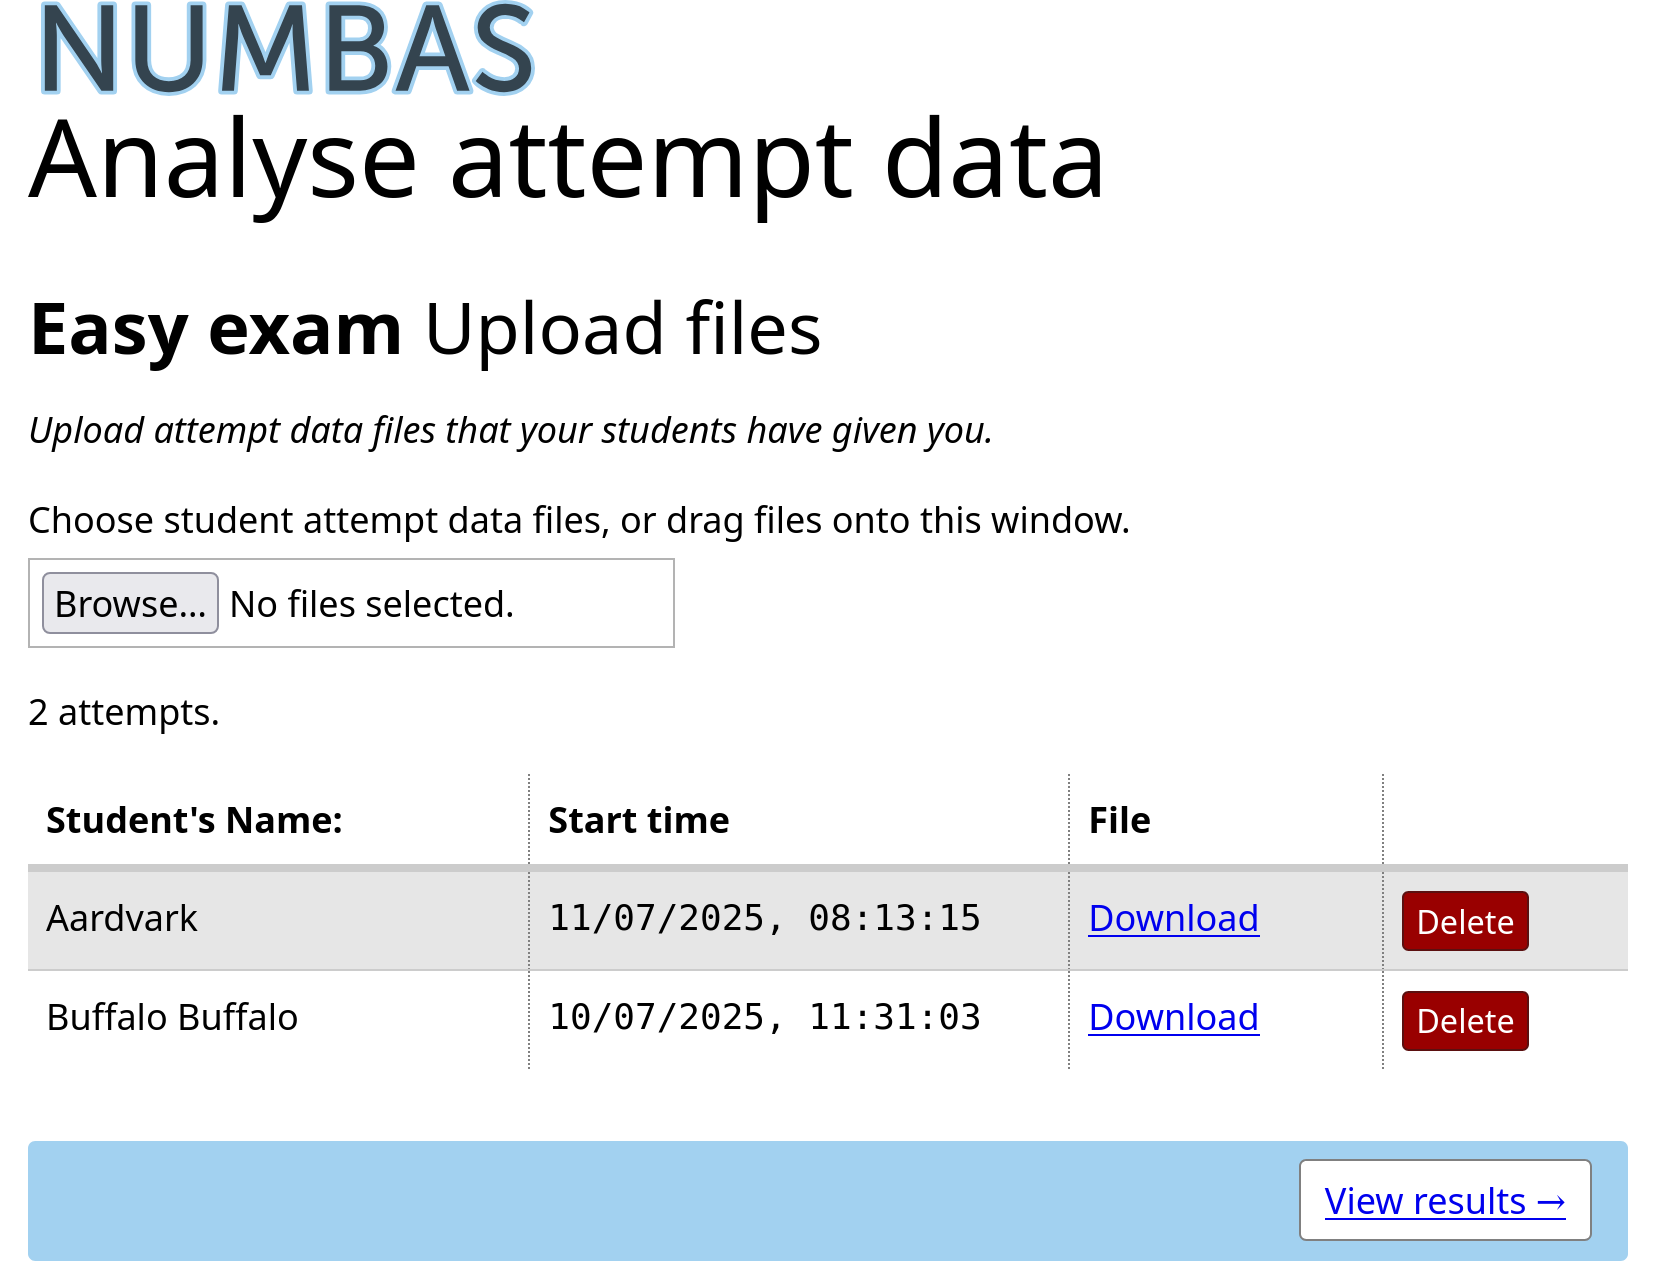 NUMBAS
Analyse attempt data
Easy exam Upload files
Upload attempt data files that your students have given you.
Choose student attempt data files, or drag files onto this window.
Browse... No files selected.
2 attempts.
Student's Name: Start time File
Aardvark 11/07/2025, 08:13:15 Download Delete
Buffalo Buffalo 10/07/2025, 11:31:03 Download Delete
View results →